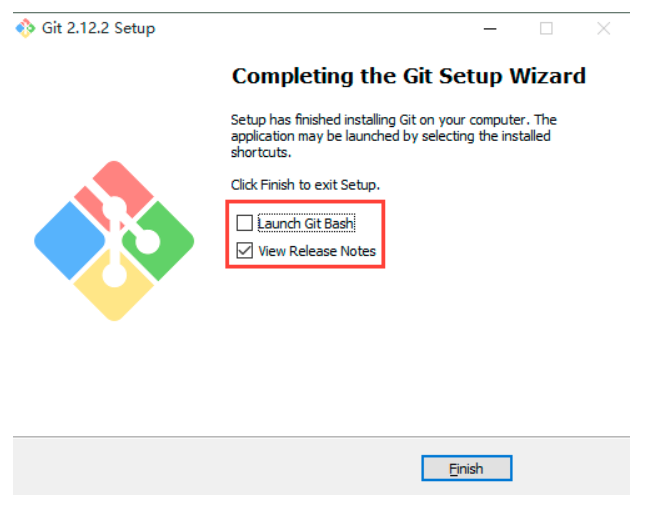 Git 2.12.2 Setup
Completing the Git Setup Wizard
Setup has finished installing Git on your computer. The
application may be launched by selecting the installed
shortcuts.
Click Finish to exit Setup.
Launch Git Bash
View Release Notes
Finish